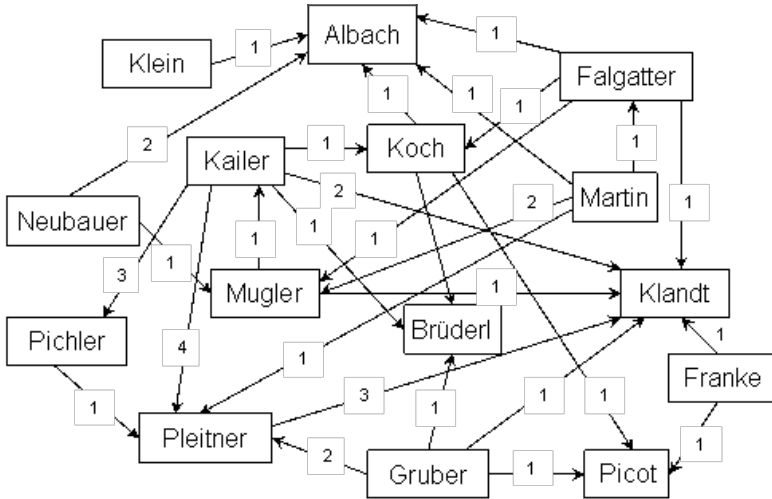 Albach
1
1
Klein
Falgatter
1
1
1
2
1
1
Koch
Kailer
2
Martin
2
1
Neubauer
1
1
1
1
3
Mugler
1
Klandt
Pichler
Brüderl
4
1
1
Franke
3
1
1
1
1
Pleitner
1
2
Gruber
1
Picot